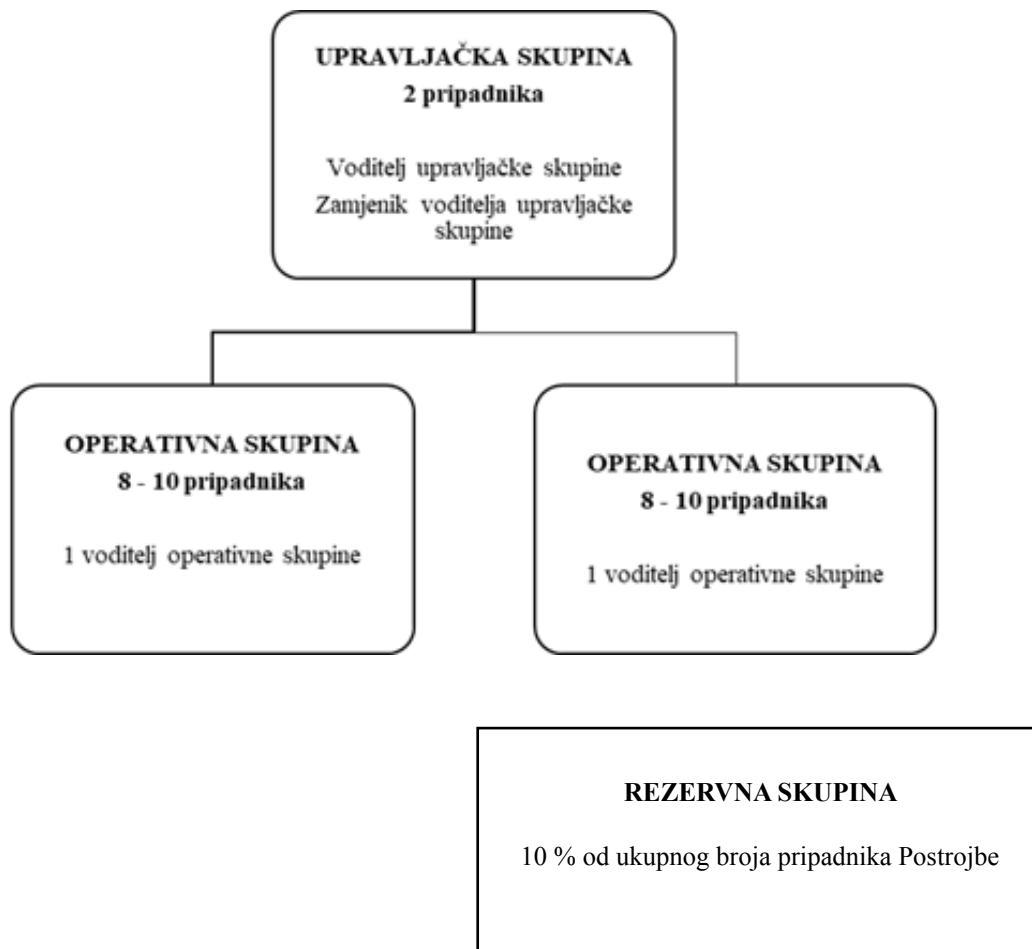 UPRAVLJAČKA SKUPINA
2 pripadnika
Voditelj upravljačke skupine
Zamjenik voditelja upravljačke
skupine
OPERATIVNA SKUPINA
8 - 10 pripadnika
1 voditelj operativne skupine
OPERATIVNA SKUPINA
8 - 10 pripadnika
1 voditelj operativne skupine
REZERVNA SKUPINA
10 % od ukupnog broja pripadnika Postrojbe